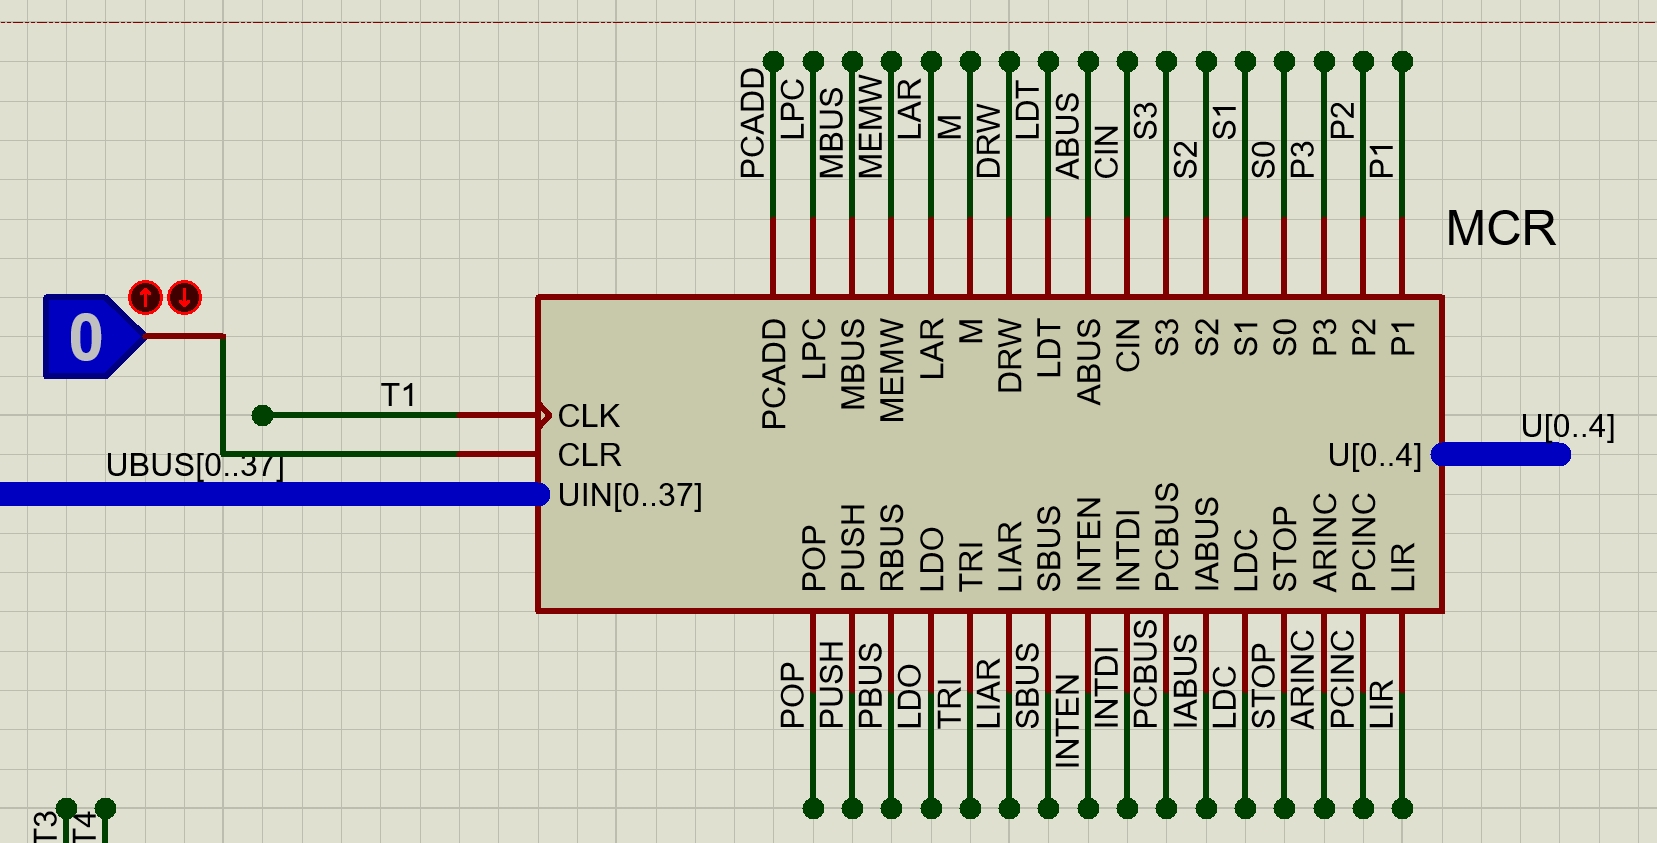 PCADD LPC MBUS MEMW LAR M DRW LDT ABUS CIN S3 S2 S1 S0 P3 P2 P1
MCR
0
PCADD LPC MBUS MEMW LAR M DRW LDT ABUS CIN S3 S2 S1 S0 P3 P2 P1
T1
CLK
U[0..4]
CLR
U[0..4]
UBUS[0..37]
UIN[0..37]
POP PUSH RBUS LDO TRI LIAR SBUS INTEN INTDI PCBUS IABUS LDC STOP ARINC PCINC LIR
POP PUSH PBUS LDO TRI LIAR SBUS INTEN INTDI PCBUS IABUS LDC STOP ARINC PCINC LIR
T3 T4